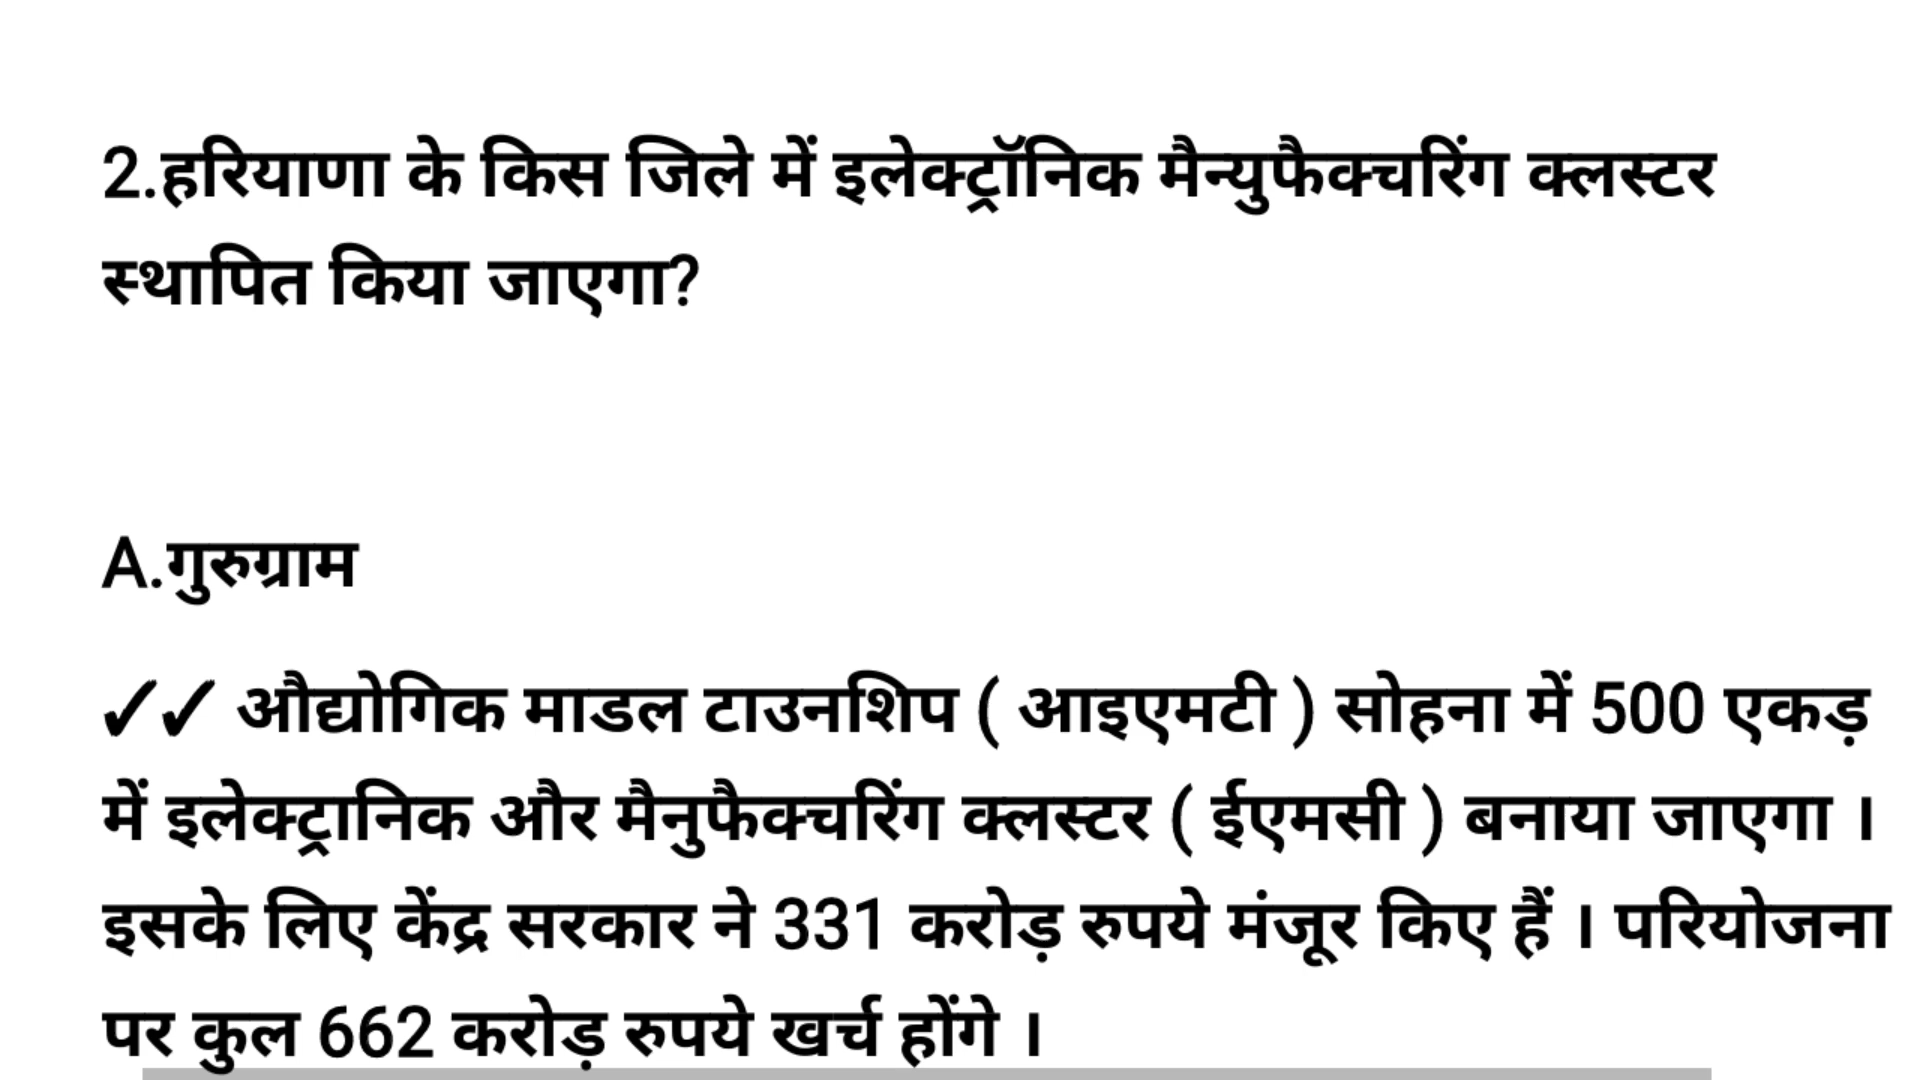 2.हरियाणा के किस जिले में इलेक्ट्रॉनिक मैन्युफैक्चरिंग क्लस्टर
स्थापित किया जाएगा?
A.गुरुग्राम
✓✓ औद्योगिक माडल टाउनशिप ( आइएमटी ) सोहना में 500 एकड़
में इलेक्ट्रानिक और मैनुफैक्चरिंग क्लस्टर ( ईएमसी ) बनाया जाएगा ।
इसके लिए केंद्र सरकार ने 331 करोड़ रुपये मंजूर किए हैं । परियोजना
पर कुल 662 करोड़ रुपये खर्च होंगे ।